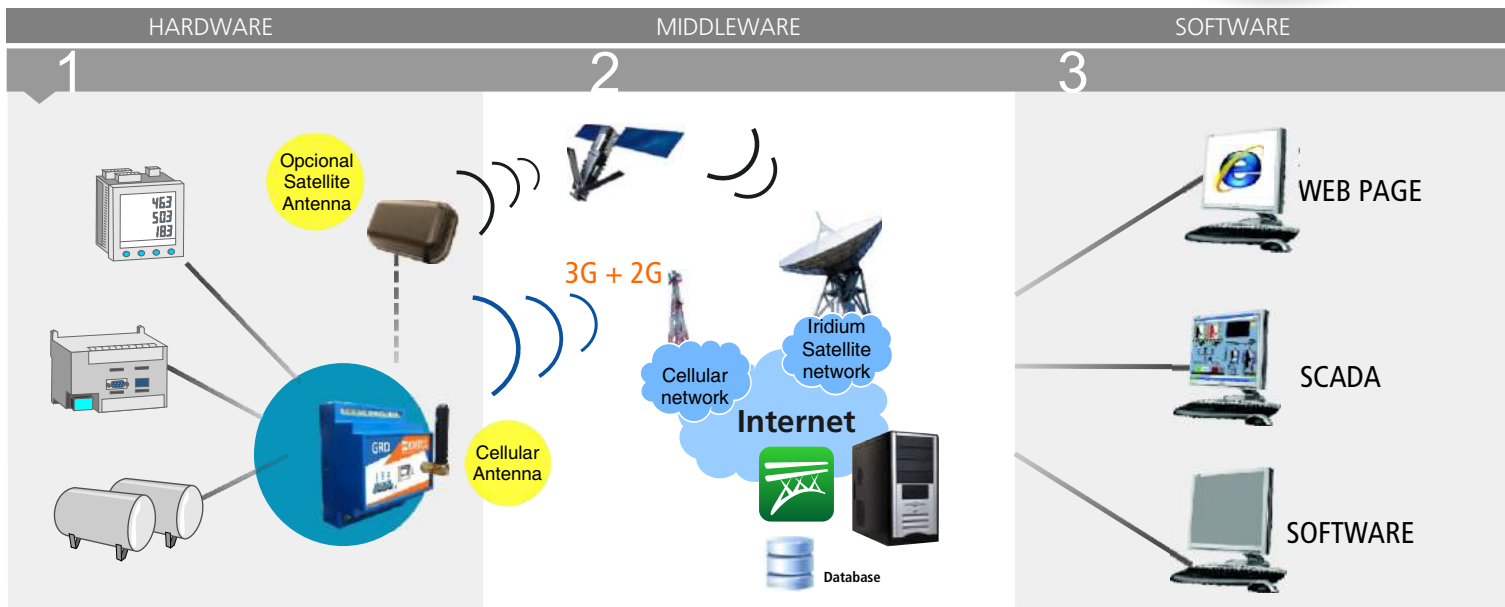 HARDWARE
MIDDLEWARE
SOFTWARE
1
2
3
Opcional
Satellite
Antenna
463
503
183
3G + 2G
WEB PAGE
Iridium
Satellite
network
Cellular
network
Internet
SCADA
GRD
Cellular
Antenna
SOFTWARE
Database